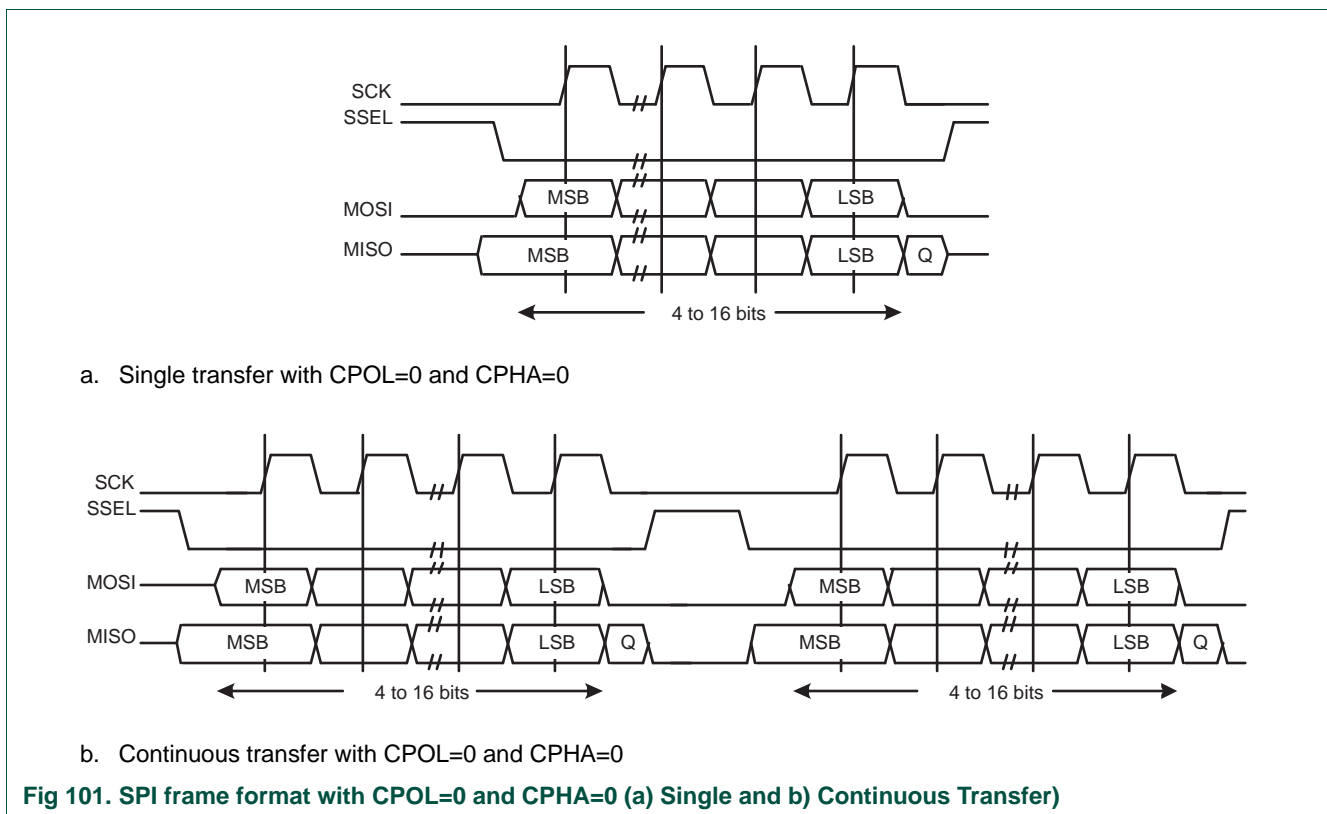 SCK
SSEL
MOSI
MSB
LSB
MISO
MSB
LSB
Q
4 to 16 bits
a. Single transfer with CPOL=0 and CPHA=0
SCK
SSEL
MOSI
MSB
LSB
MSB
LSB
MISO
MSB
LSB
Q
MSB
LSB
Q
4 to 16 bits
4 to 16 bits
b. Continuous transfer with CPOL=0 and CPHA=0
Fig 101. SPI frame format with CPOL=0 and CPHA=0 (a) Single and b) Continuous Transfer)